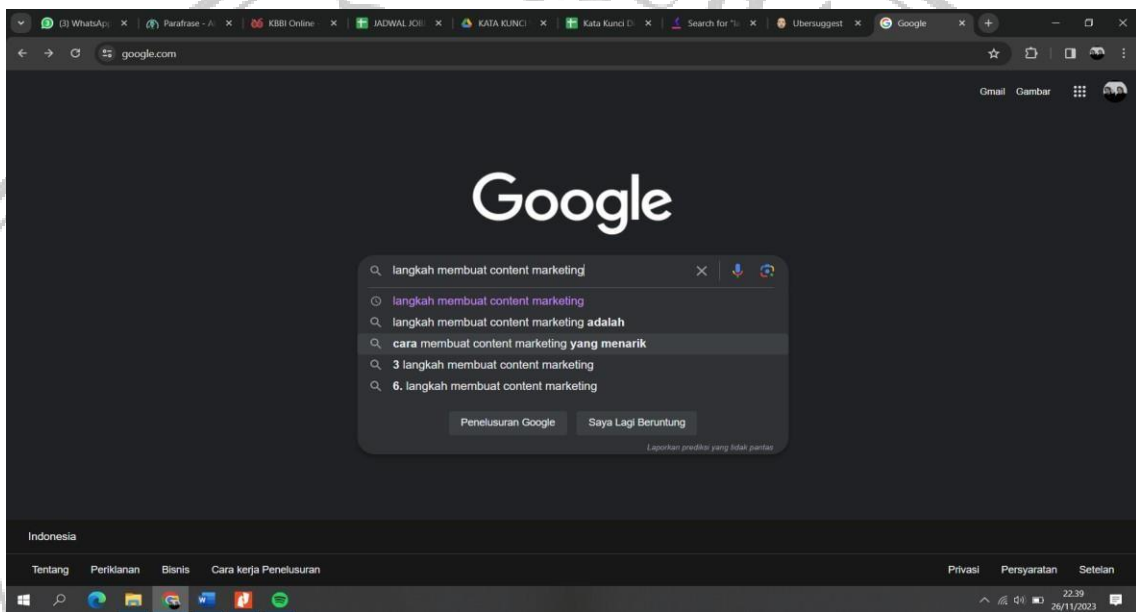 (3) WhatsAp
Parafrase - A
KBBI Online
JADWAL JOB
KATA KUNCI
Kata Kunci D
Search for "la
Ubersuggest
Google
google.com
Gmail Gambar
Google
langkah membuat content marketing
langkah membuat content marketing
langkah membuat content marketing adalah
cara membuat content marketing yang menarik
3 langkah membuat content marketing
6. langkah membuat content marketing
Penelusuran Google Saya Lagi Beruntung
Laporkan prediksi yang tidak pantas
Indonesia
Tentang Periklanan Bisnis Cara kerja Penelusuran
Privasi Persyaratan Setelan
22.39
26/11/2023